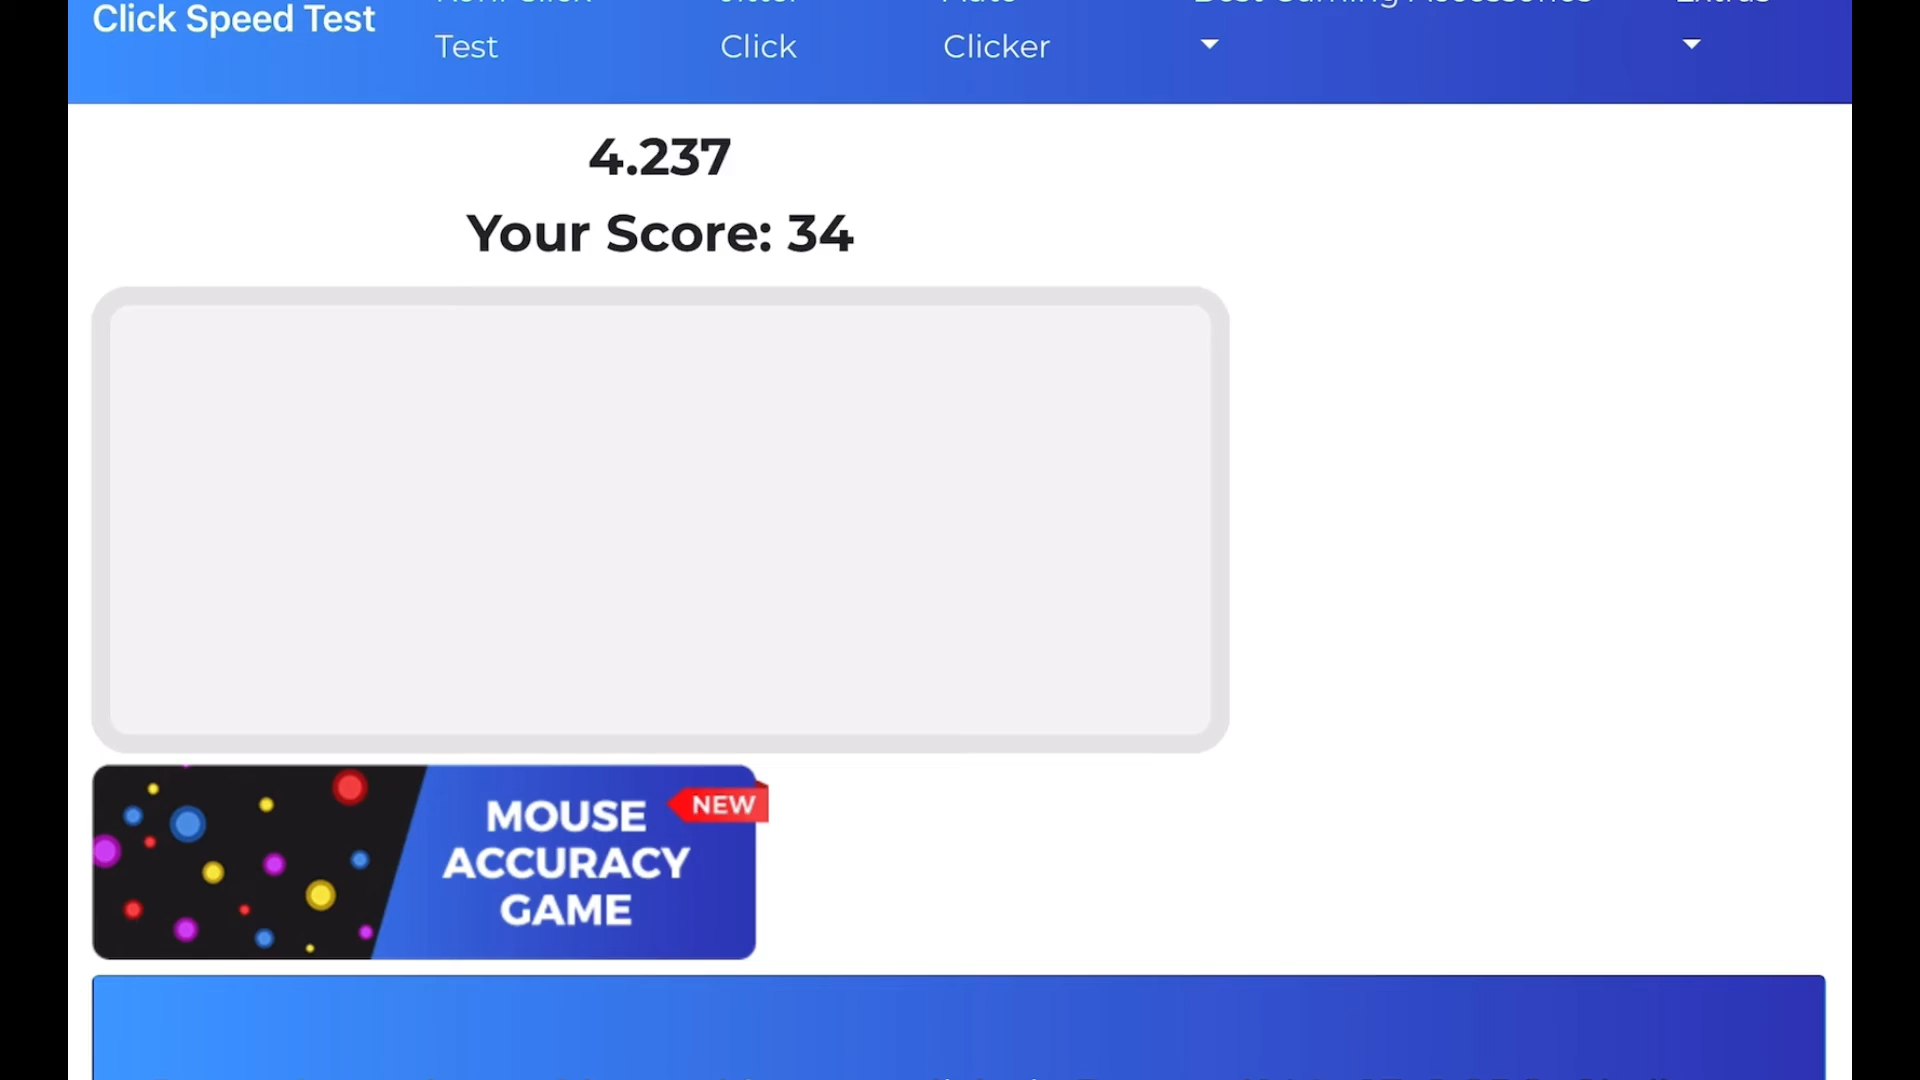 Click Speed Test
Test
Click
Clicker
4.237
Your Score: 34
MOUSE
NEW
ACCURACY
GAME